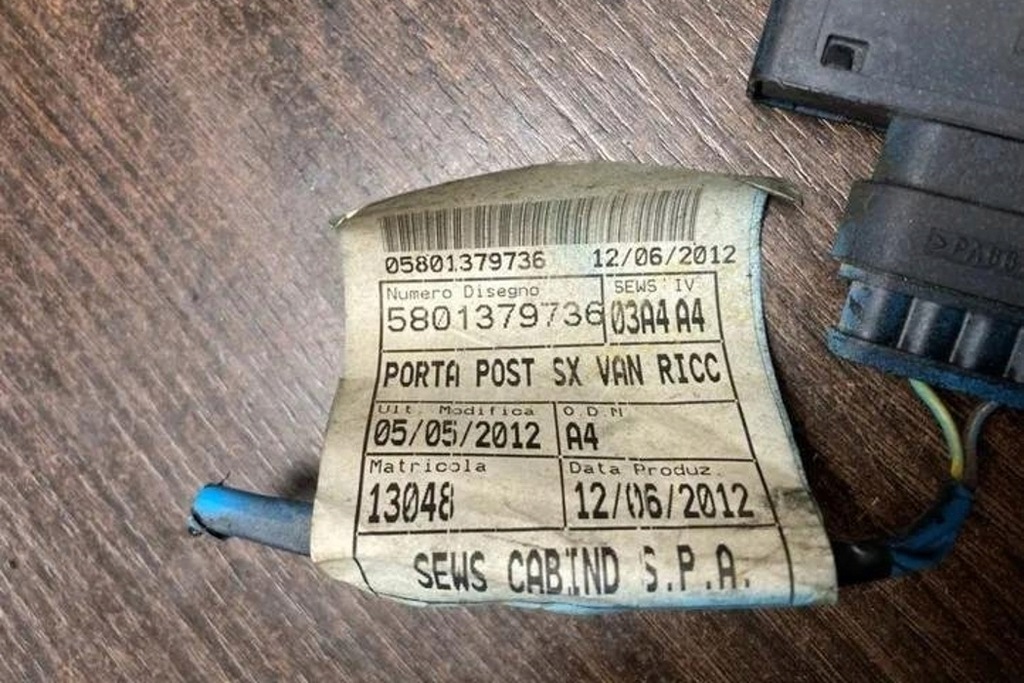 05801379736 12/06/2012
Numero Disegno SEWS IV
5801379736 03A4 A4
PORTA POST SX VAN RICC
Ult. Modifica O.D.M
05/05/2012 A4
Matricola Data Produz.
13048 12/06/2012
SEWS CABIND S.P.A.